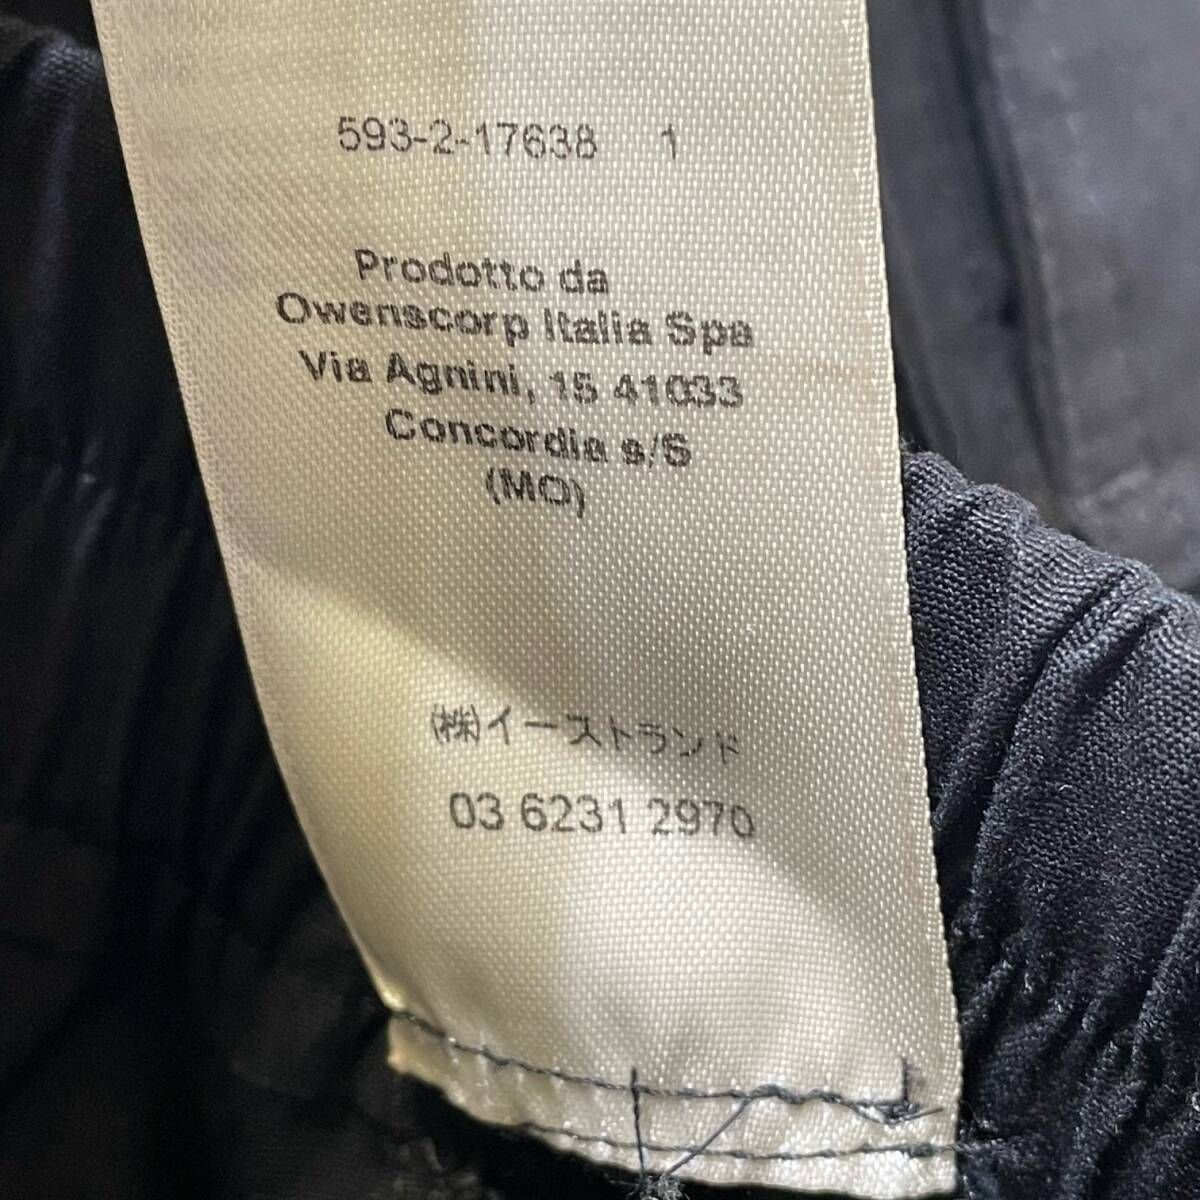 593-2-17638 1
Prodotto da
Owenscorp Italia Spa
Via Agnini, 15 41033
Concordia s/S
(MO)
(株)イーストランド
03 6231 2970